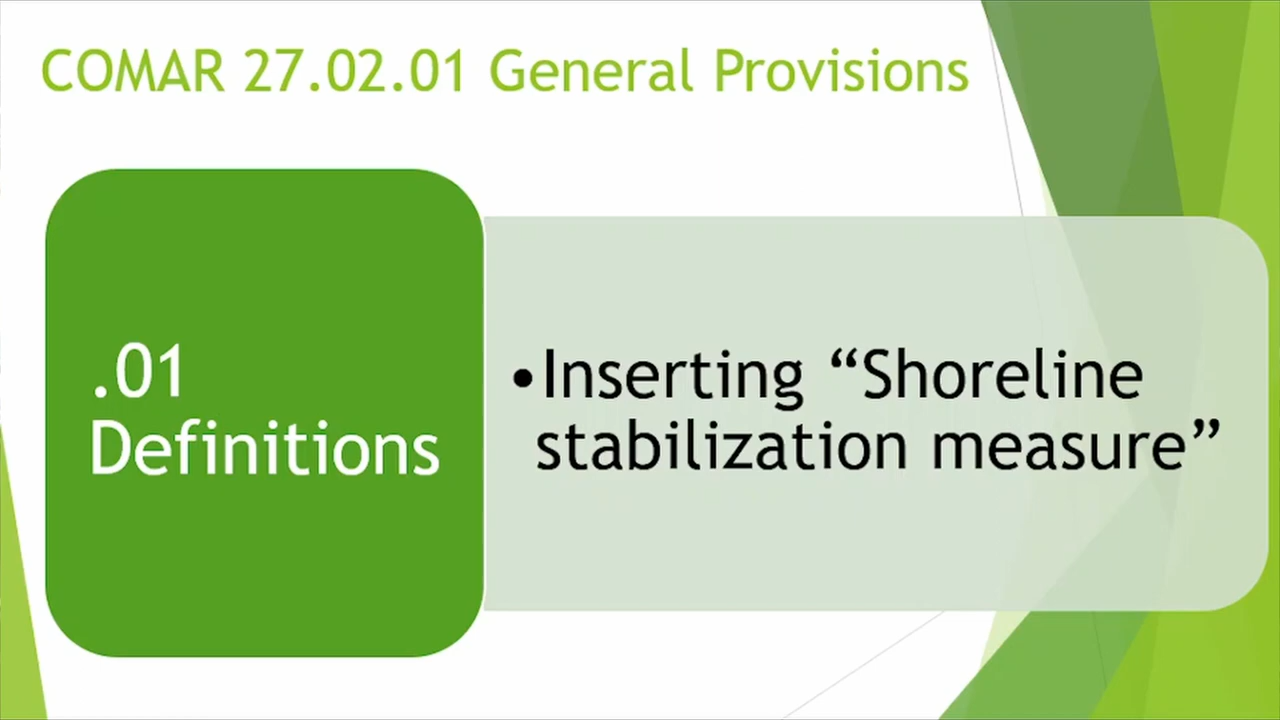 COMAR 27.02.01 General Provisions
.01
Definitions
•Inserting “Shoreline
stabilization measure”